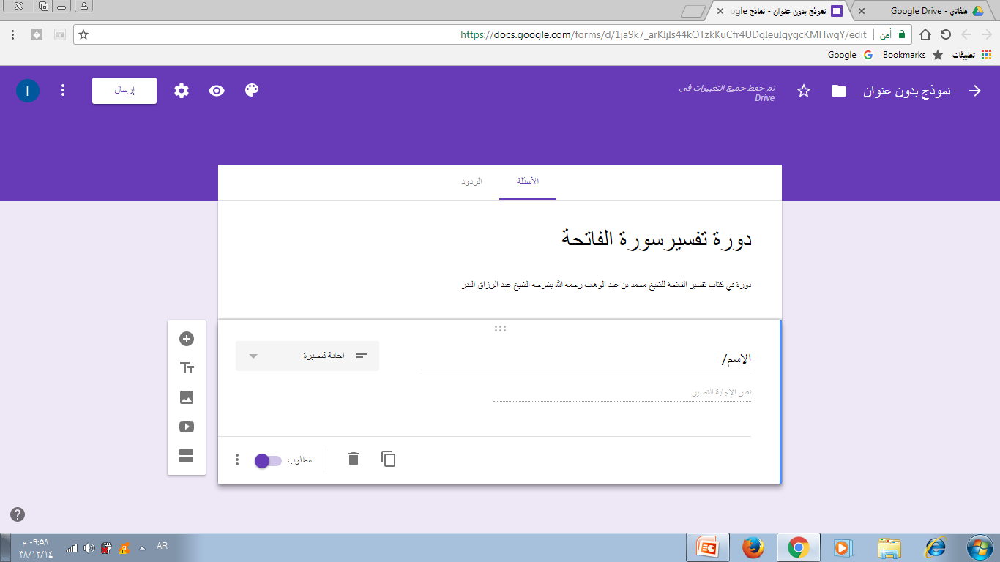 ملفاتي - Google Drive
نموذج بدون عنوان - نماذج ogle
آمن
https://docs.google.com/forms/d/1ja9k7_arKIjIs44kOTzkKuCfr4UDgIeuIqygcKMHwqY/edit
تطبيقات
Bookmarks
Google
نموذج بدون عنوان
تم حفظ جميع التغييرات في
Drive
إرسال
ا
الأسئلة
الردود
دورة تفسيرسورة الفاتحة
دورة في كتاب تفسير الفاتحة للشيخ محمد بن عبد الوهاب رحمه الله يشرحه الشيخ عبد الرزاق البدر
الاسم/
اجابة قصيرة
نص الإجابة القصير
مطلوب
AR
٠٩:٥٨ م
٣٨/١٢/١٤